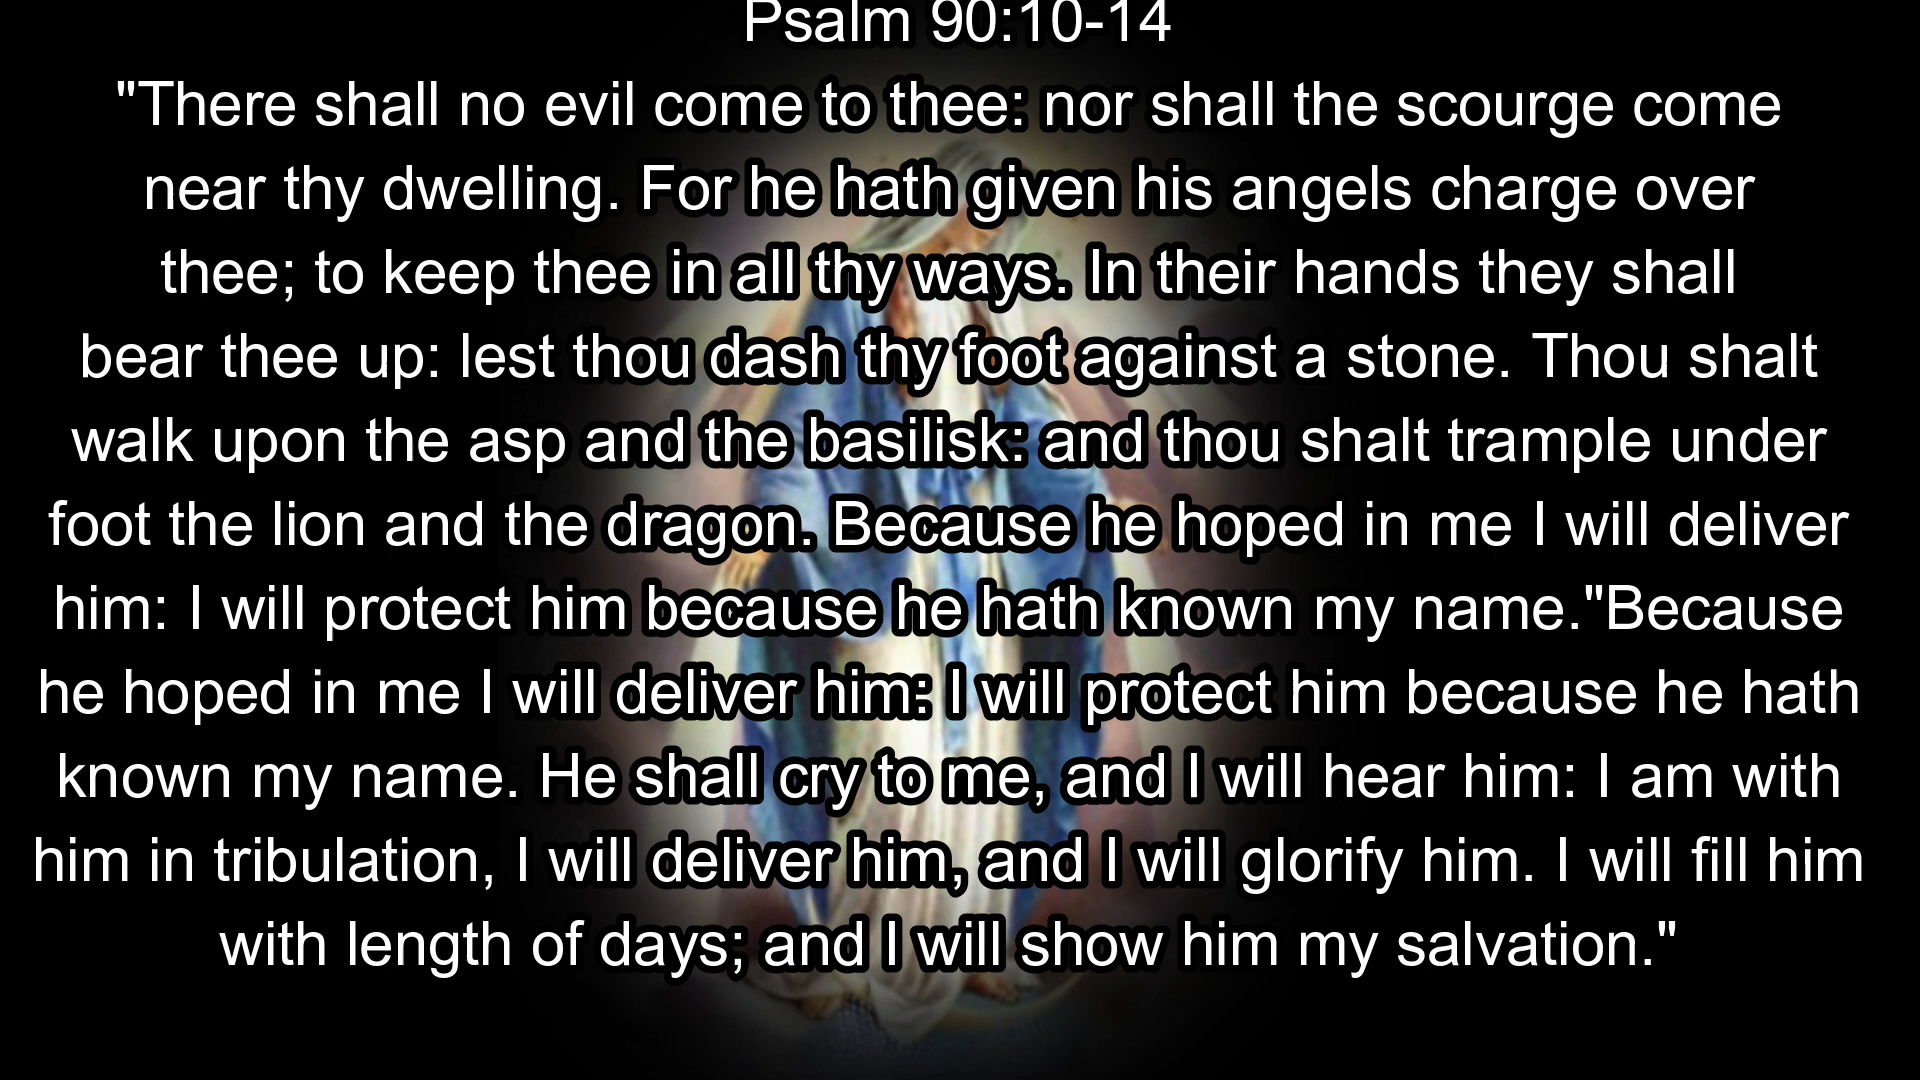 Psalm 90:10-14
"There shall no evil come to thee: nor shall the scourge come
near thy dwelling. For he hath given his angels charge over
thee; to keep thee in all thy ways. In their hands they shall
bear thee up: lest thou dash thy foot against a stone. Thou shalt
walk upon the asp and the basilisk: and thou shalt trample under
foot the lion and the dragon. Because he hoped in me I will deliver
him: I will protect him because he hath known my name."Because
he hoped in me I will deliver him: I will protect him because he hath
known my name. He shall cry to me, and I will hear him: I am with
him in tribulation, I will deliver him, and I will glorify him. I will fill him
with length of days; and I will show him my salvation."